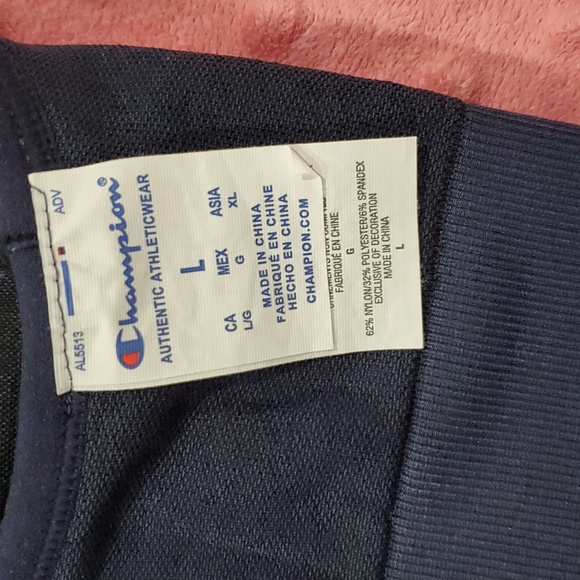 AL5513 ADV
Champion®
AUTHENTIC ATHLETICWEAR
L
CA MEX ASIA
L/G G XL
MADE IN CHINA
FABRIQUÉ EN CHINE
HECHO EN CHINA
CHAMPION.COM
FABRIQUÉ EN CHINE
G
62% NYLON/32% POLYESTER/6% SPANDEX
EXCLUSIVE OF DECORATION
MADE IN CHINA
L